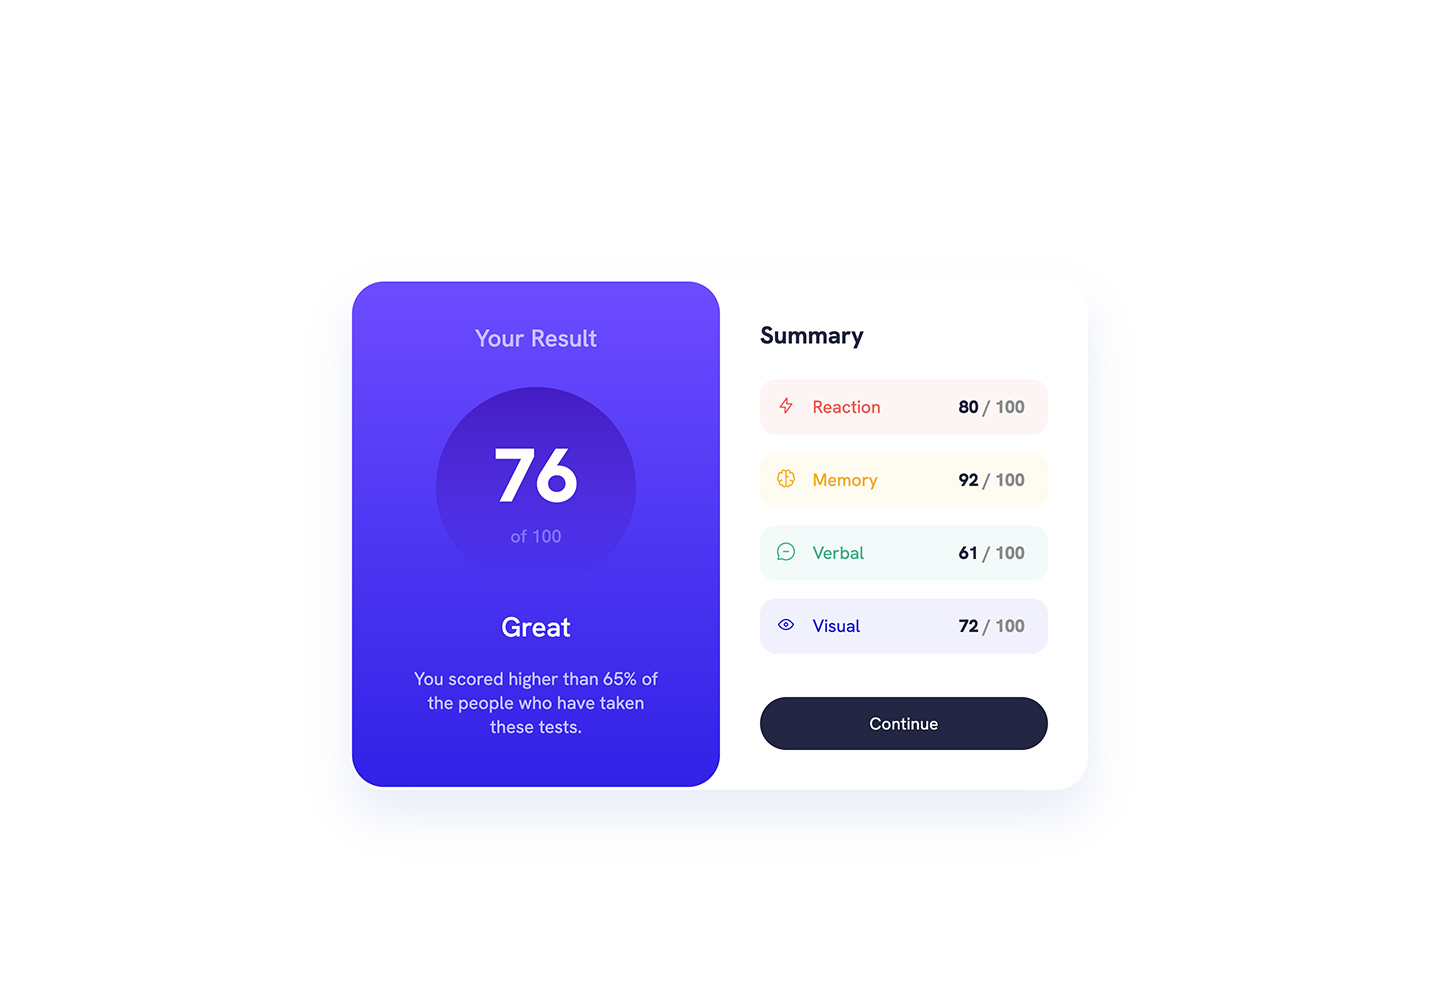 Your Result
76
of 100
Great
You scored higher than 65% of
the people who have taken
these tests.
Summary
Reaction 80 / 100
Memory 92 / 100
Verbal 61 / 100
Visual 72 / 100
Continue